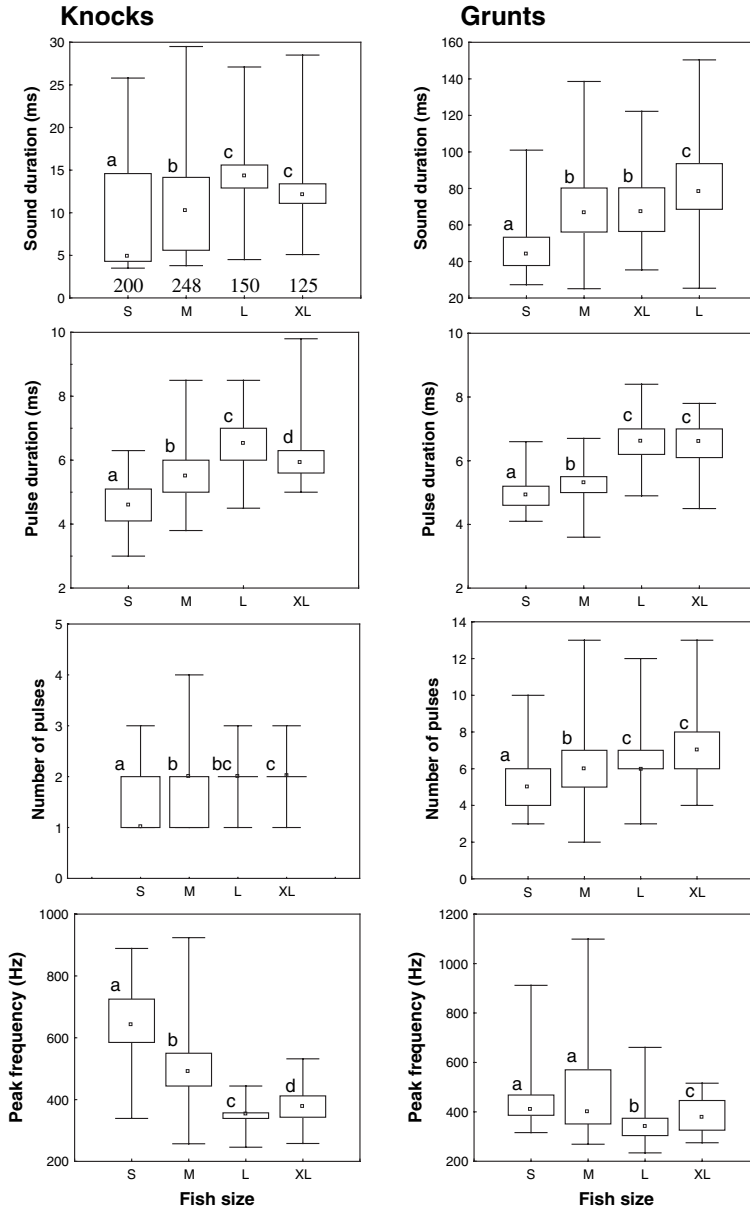 Knocks
Grunts
30
25
20
15
10
5
0
Sound duration (ms)
a
b
c
c
200
248
150
125
S
M
L
XL
160
140
120
100
80
60
40
20
Sound duration (ms)
a
b
b
c
S
M
XL
L
10
8
6
4
2
Pulse duration (ms)
a
b
c
d
S
M
L
XL
10
8
6
4
2
Pulse duration (ms)
a
b
c
c
S
M
L
XL
5
4
3
2
1
0
Number of pulses
a
b
bc
c
S
M
L
XL
14
12
10
8
6
4
2
0
Number of pulses
a
b
c
c
S
M
L
XL
1000
800
600
400
200
Peak frequency (Hz)
a
b
c
d
S
M
L
XL
Fish size
1200
1000
800
600
400
200
Peak frequency (Hz)
a
a
b
c
S
M
L
XL
Fish size